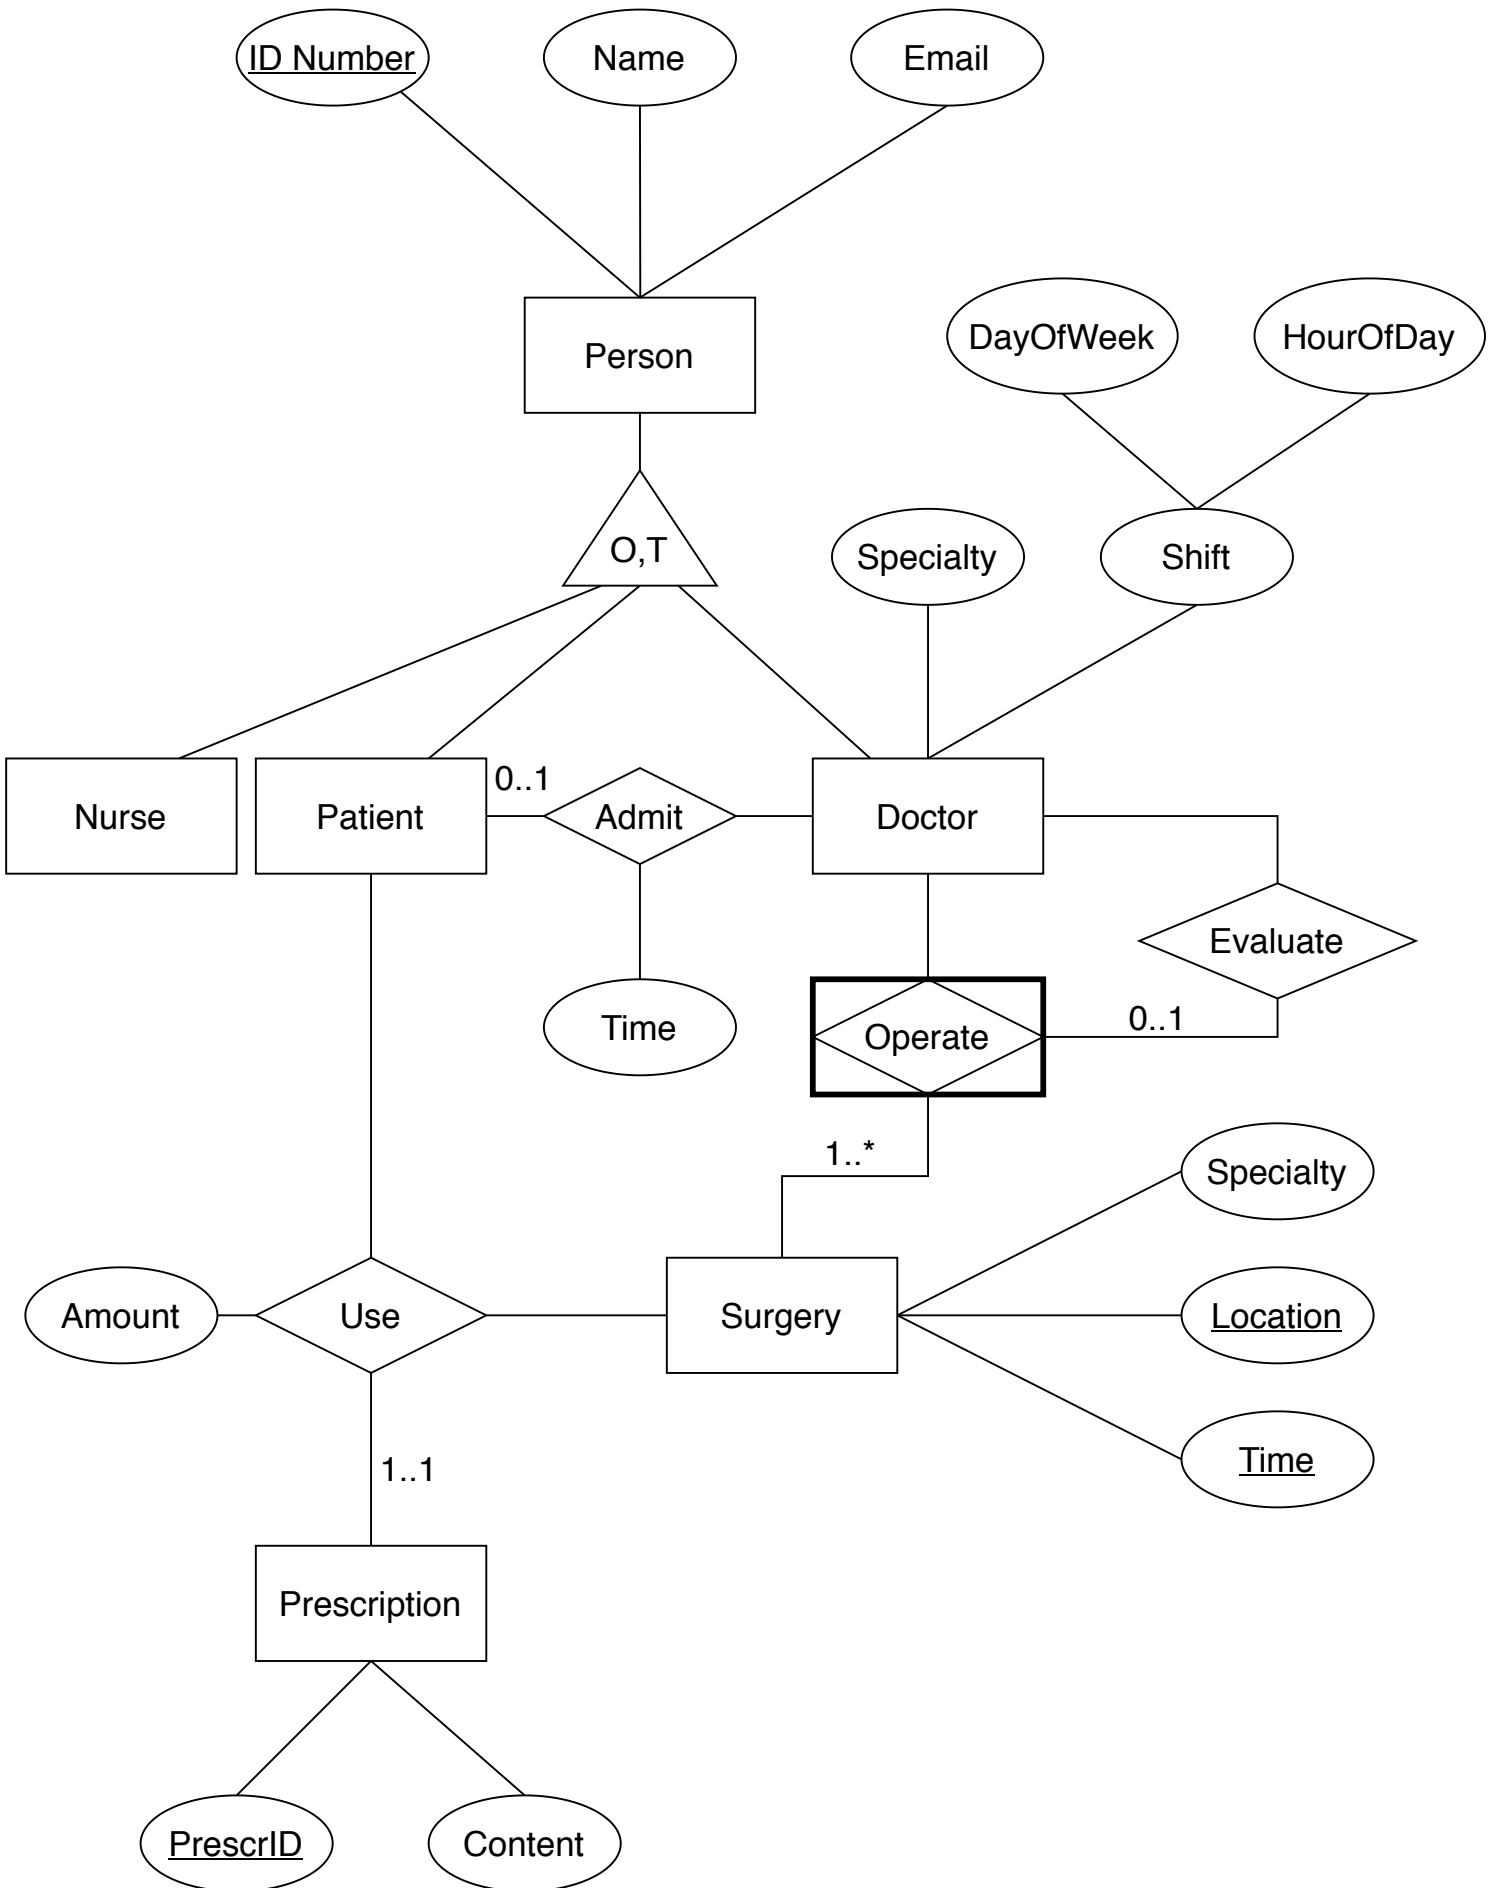 ID Number
Name
Email
Person
DayOfWeek
HourOfDay
O,T
Specialty
Shift
Nurse
Patient
0..1
Admit
Doctor
Evaluate
Time
Operate
0..1
1..*
Specialty
Amount
Use
Surgery
Location
1..1
Time
Prescription
PrescrID
Content